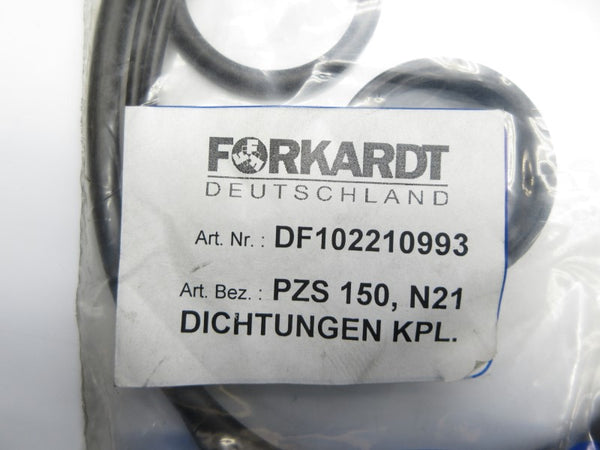 FORKARDT
DEUTSCHLAND
Art. Nr. : DF102210993
Art. Bez. : PZS 150, N21
DICHTUNGEN KPL.